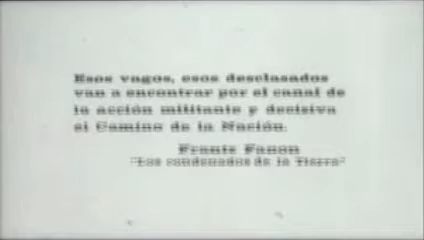 Esos vagos, esos desclasados
van a encontrar por el canal de
la acción militante y decisiva
el Camino de la Nación.
Frantz Fanon
"Los condenados de la Tierra"